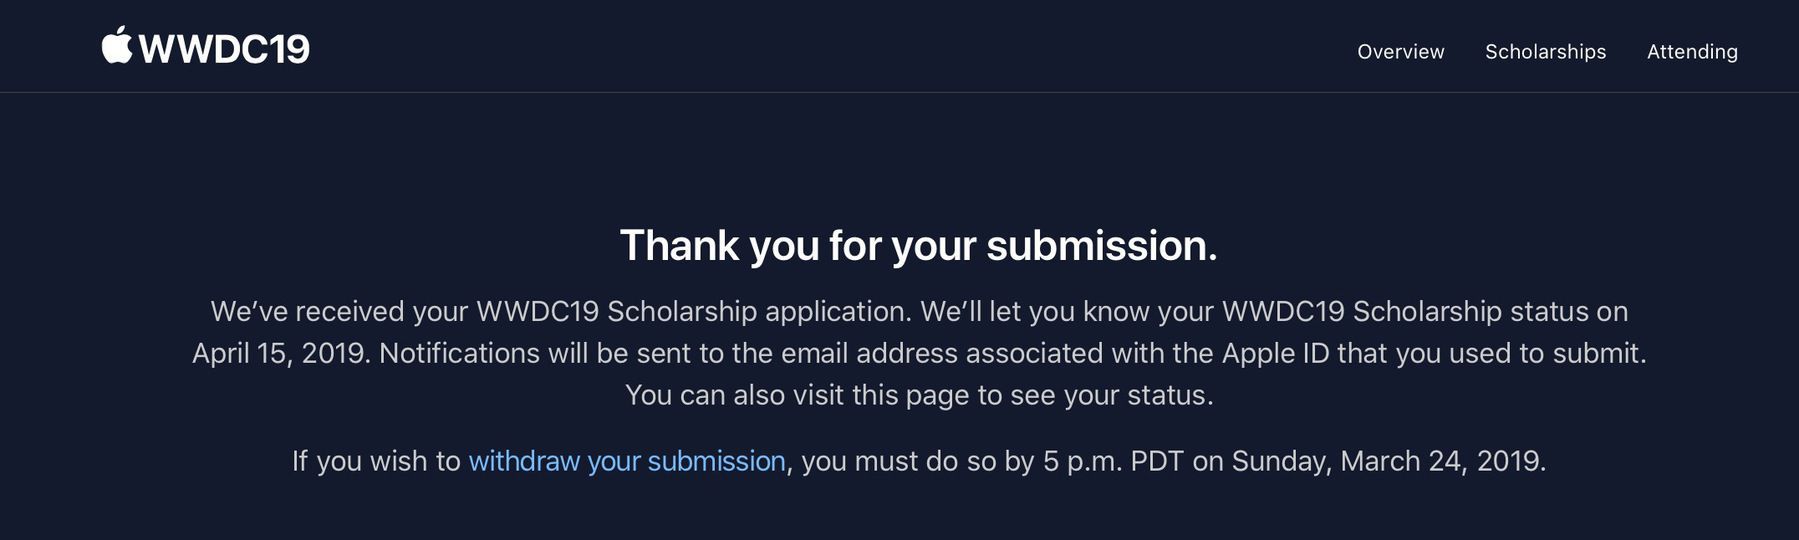 WWDC19
Overview Scholarships Attending
Thank you for your submission.
We’ve received your WWDC19 Scholarship application. We’ll let you know your WWDC19 Scholarship status on
April 15, 2019. Notifications will be sent to the email address associated with the Apple ID that you used to submit.
You can also visit this page to see your status.
If you wish to withdraw your submission, you must do so by 5 p.m. PDT on Sunday, March 24, 2019.